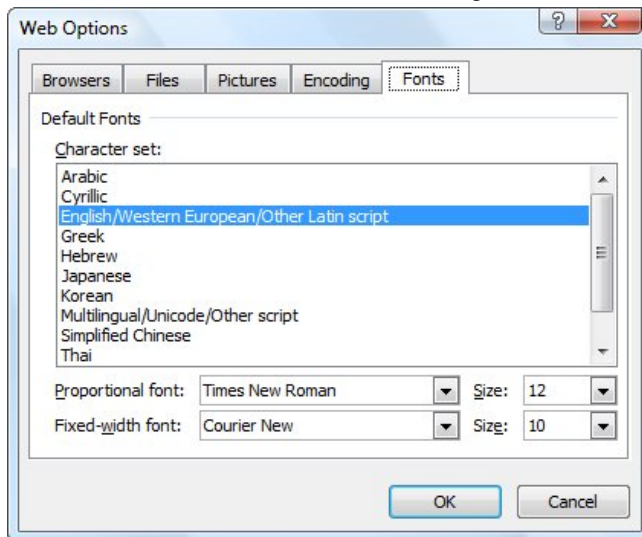 Web Options
Browsers Files Pictures Encoding Fonts
Default Fonts
Character set:
Arabic
Cyrillic
English/Western European/Other Latin script
Greek
Hebrew
Japanese
Korean
Multilingual/Unicode/Other script
Simplified Chinese
Thai
Proportional font: Times New Roman Size: 12
Fixed-width font: Courier New Size: 10
OK Cancel